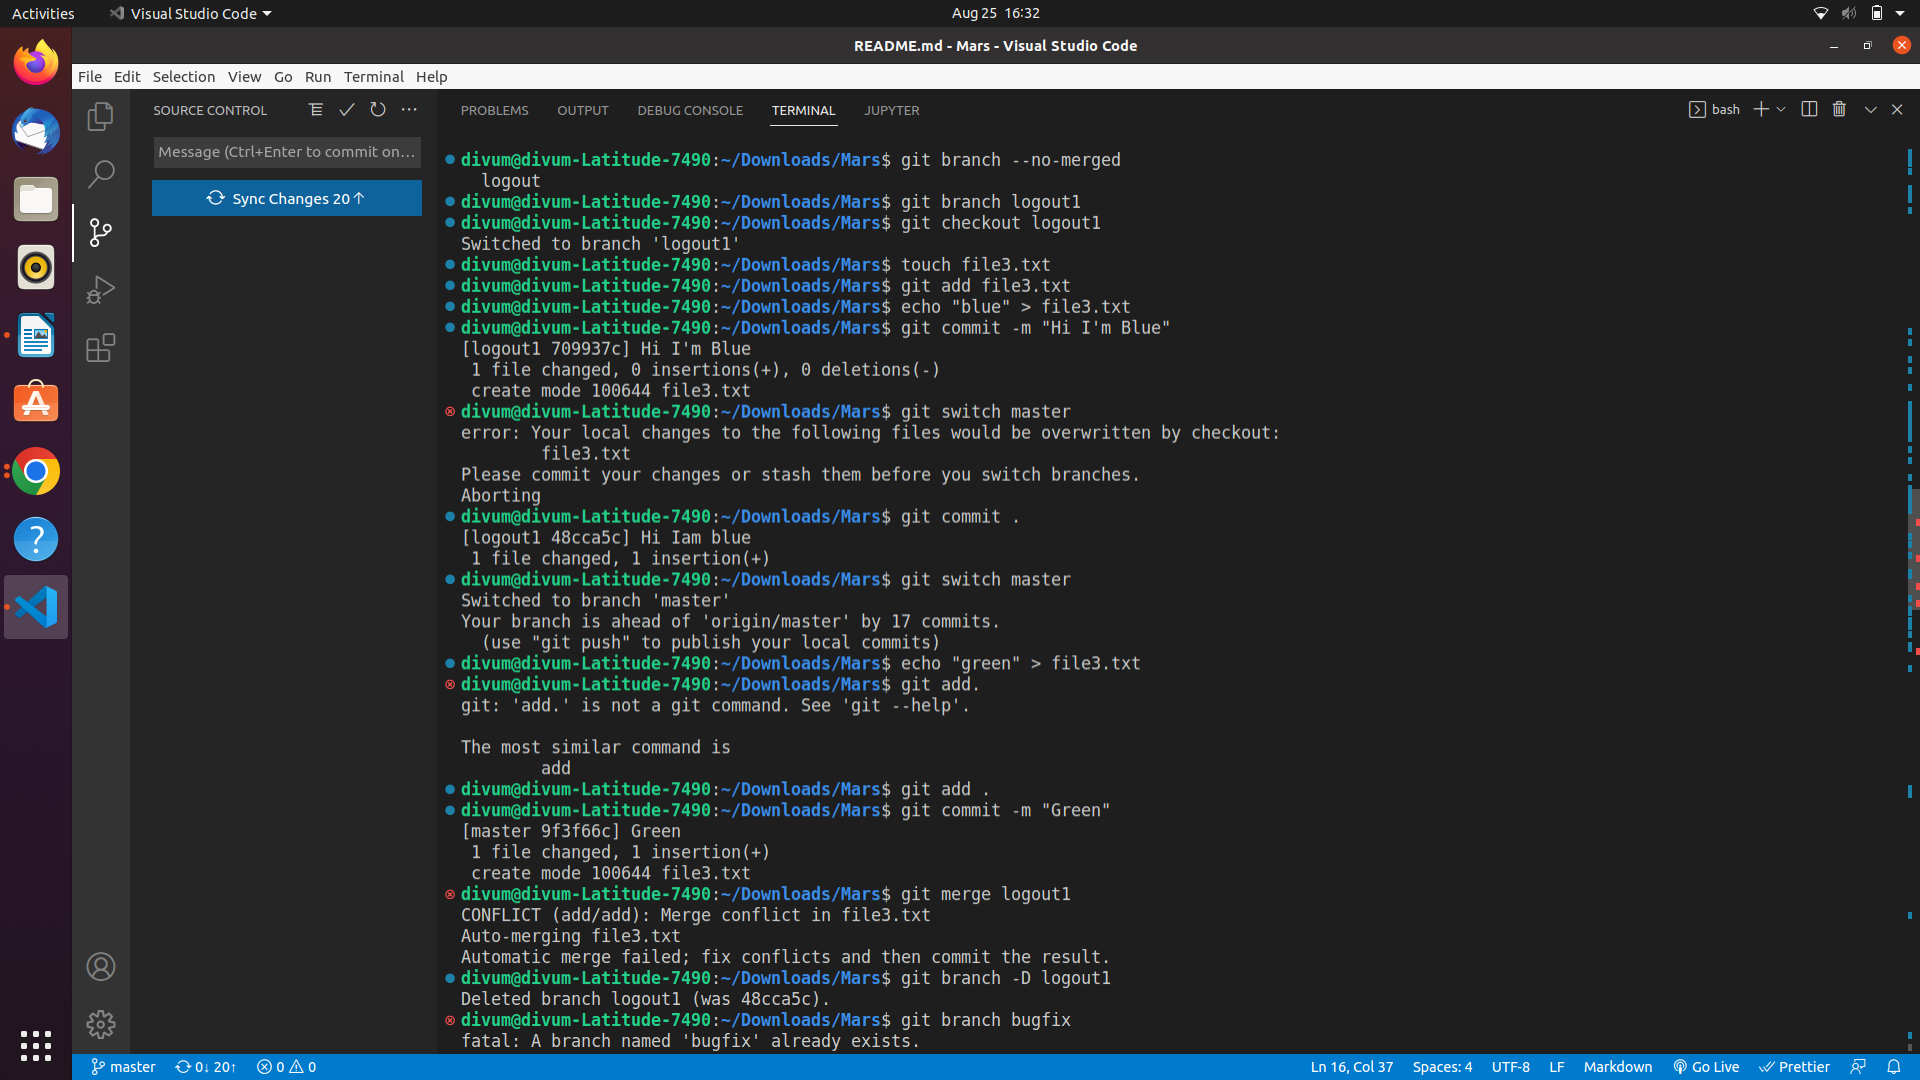 Activities
Visual Studio Code
Aug 25 16:32
README.md - Mars - Visual Studio Code
File Edit Selection View Go Run Terminal Help
SOURCE CONTROL
Message (Ctrl+Enter to commit on…
Sync Changes 20↑
PROBLEMS OUTPUT DEBUG CONSOLE TERMINAL JUPYTER
bash
divum@divum-Latitude-7490:~/Downloads/Mars$ git branch --no-merged
  logout
divum@divum-Latitude-7490:~/Downloads/Mars$ git branch logout1
divum@divum-Latitude-7490:~/Downloads/Mars$ git checkout logout1
Switched to branch 'logout1'
divum@divum-Latitude-7490:~/Downloads/Mars$ touch file3.txt
divum@divum-Latitude-7490:~/Downloads/Mars$ git add file3.txt
divum@divum-Latitude-7490:~/Downloads/Mars$ echo "blue" > file3.txt
divum@divum-Latitude-7490:~/Downloads/Mars$ git commit -m "Hi I'm Blue"
[logout1 709937c] Hi I'm Blue
 1 file changed, 0 insertions(+), 0 deletions(-)
 create mode 100644 file3.txt
divum@divum-Latitude-7490:~/Downloads/Mars$ git switch master
error: Your local changes to the following files would be overwritten by checkout:
        file3.txt
Please commit your changes or stash them before you switch branches.
Aborting
divum@divum-Latitude-7490:~/Downloads/Mars$ git commit .
[logout1 48cca5c] Hi Iam blue
 1 file changed, 1 insertion(+)
divum@divum-Latitude-7490:~/Downloads/Mars$ git switch master
Switched to branch 'master'
Your branch is ahead of 'origin/master' by 17 commits.
  (use "git push" to publish your local commits)
divum@divum-Latitude-7490:~/Downloads/Mars$ echo "green" > file3.txt
divum@divum-Latitude-7490:~/Downloads/Mars$ git add.
git: 'add.' is not a git command. See 'git --help'.

The most similar command is
        add
divum@divum-Latitude-7490:~/Downloads/Mars$ git add .
divum@divum-Latitude-7490:~/Downloads/Mars$ git commit -m "Green"
[master 9f3f66c] Green
 1 file changed, 1 insertion(+)
 create mode 100644 file3.txt
divum@divum-Latitude-7490:~/Downloads/Mars$ git merge logout1
CONFLICT (add/add): Merge conflict in file3.txt
Auto-merging file3.txt
Automatic merge failed; fix conflicts and then commit the result.
divum@divum-Latitude-7490:~/Downloads/Mars$ git branch -D logout1
Deleted branch logout1 (was 48cca5c).
divum@divum-Latitude-7490:~/Downloads/Mars$ git branch bugfix
fatal: A branch named 'bugfix' already exists.
master 0↓ 20↑ 0 0
Ln 16, Col 37 Spaces: 4 UTF-8 LF Markdown Go Live Prettier